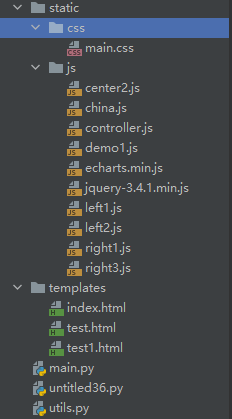 static
css
main.css
js
center2.js
china.js
controller.js
demo1.js
echarts.min.js
jquery-3.4.1.min.js
left1.js
left2.js
right1.js
right3.js
templates
index.html
test.html
test1.html
main.py
untitled36.py
utils.py